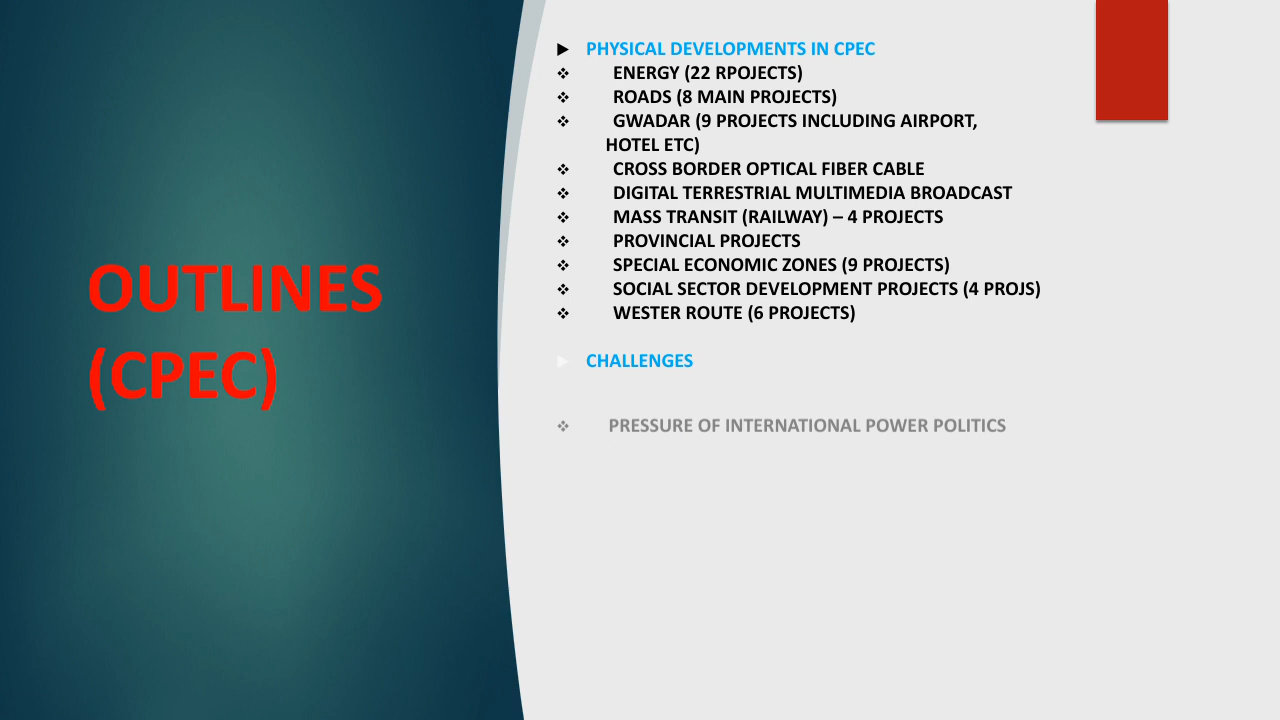 OUTLINES
(CPEC)
PHYSICAL DEVELOPMENTS IN CPEC
ENERGY (22 RPOJECTS)
ROADS (8 MAIN PROJECTS)
GWADAR (9 PROJECTS INCLUDING AIRPORT,
HOTEL ETC)
CROSS BORDER OPTICAL FIBER CABLE
DIGITAL TERRESTRIAL MULTIMEDIA BROADCAST
MASS TRANSIT (RAILWAY) – 4 PROJECTS
PROVINCIAL PROJECTS
SPECIAL ECONOMIC ZONES (9 PROJECTS)
SOCIAL SECTOR DEVELOPMENT PROJECTS (4 PROJS)
WESTER ROUTE (6 PROJECTS)
CHALLENGES
PRESSURE OF INTERNATIONAL POWER POLITICS